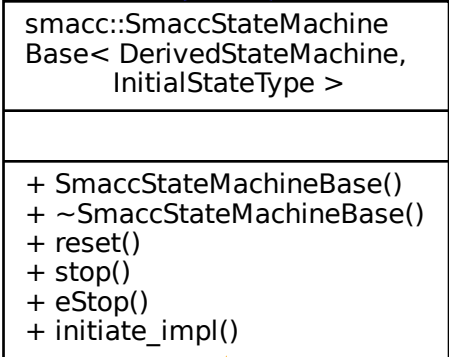 smacc::SmaccStateMachine
Base< DerivedStateMachine,
InitialStateType >
+ SmaccStateMachineBase()
+ ~SmaccStateMachineBase()
+ reset()
+ stop()
+ eStop()
+ initiate_impl()